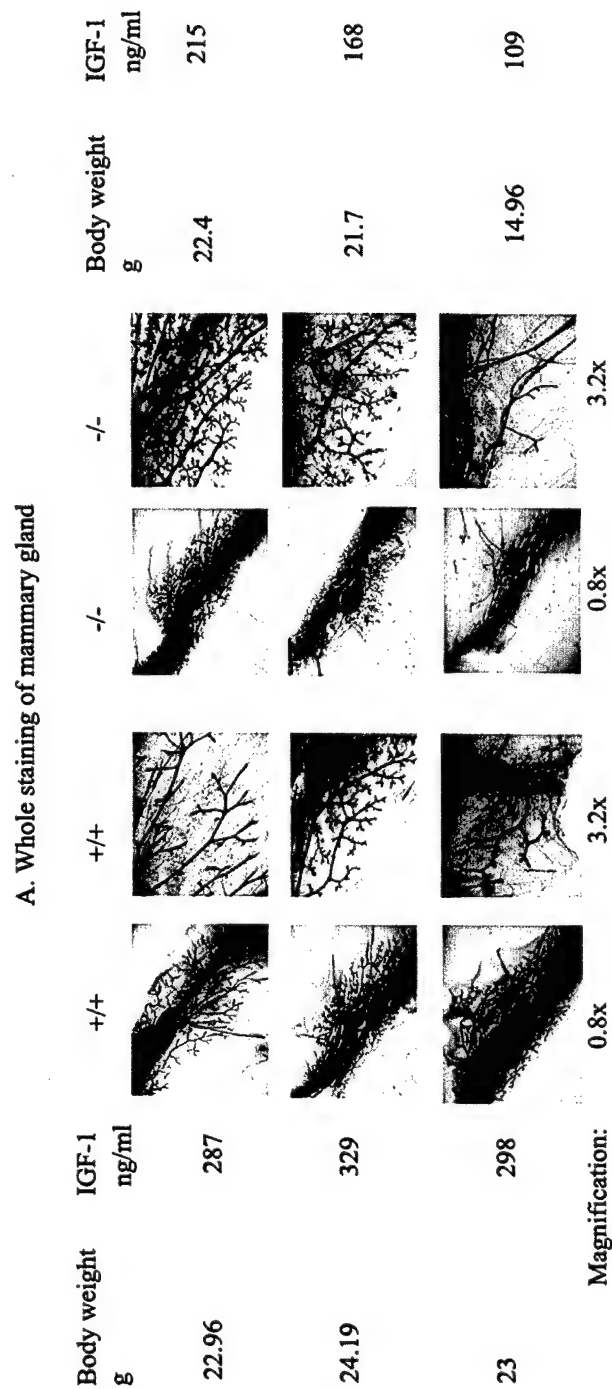 A. Whole staining of mammary gland
Body weight g IGF-1 ng/ml +/+ +/+ -/- -/- Body weight g IGF-1 ng/ml
22.96 287 22.4 215
24.19 329 21.7 168
23 298 14.96 109
Magnification: 0.8x 3.2x 0.8x 3.2x